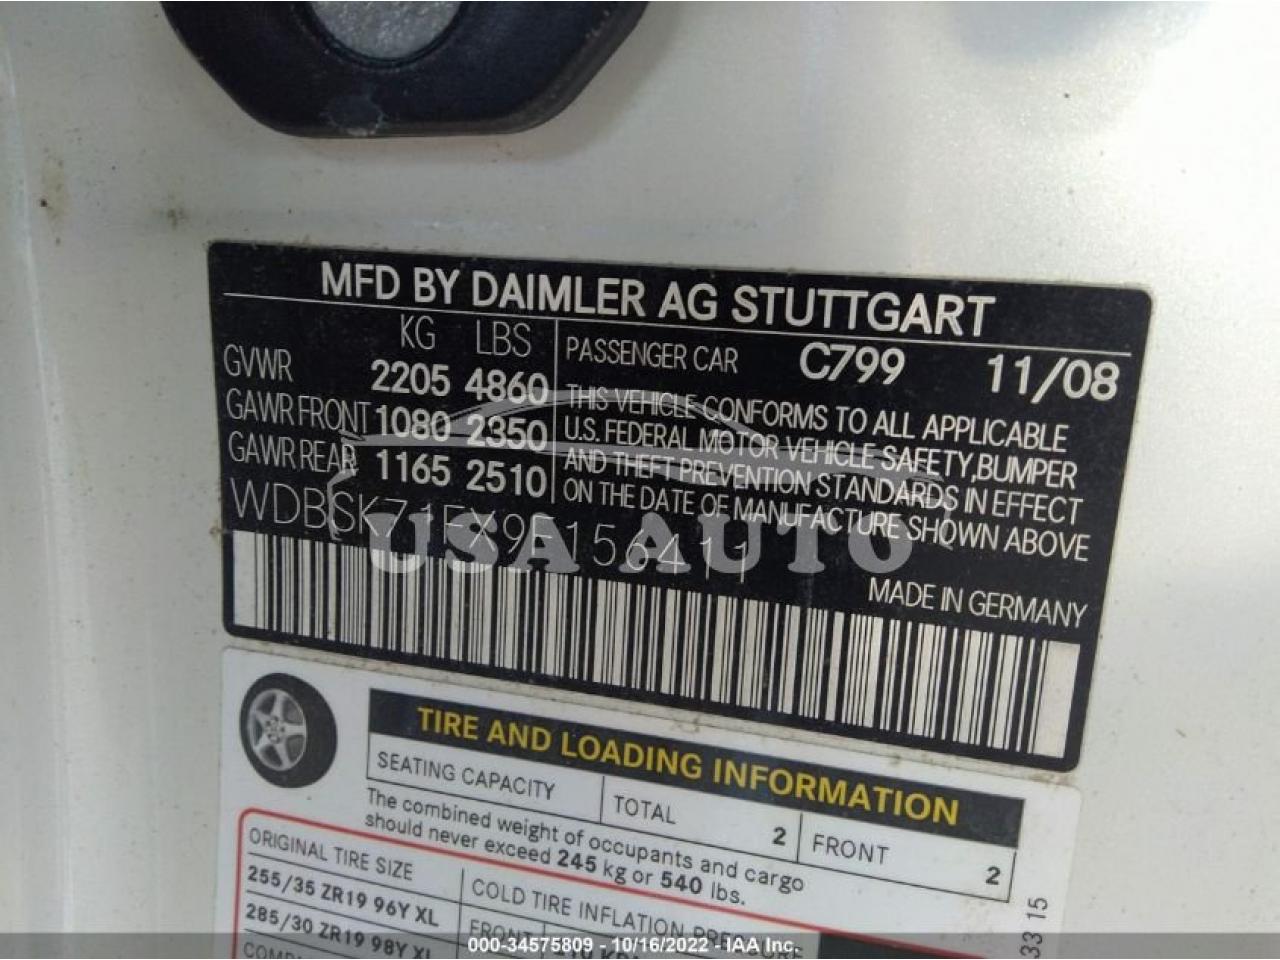 MFD BY DAIMLER AG STUTTGART
KG LBS
GVWR 2205 4860
GAWR FRONT 1080 2350
GAWR REAR 1165 2510
PASSENGER CAR C799 11/08
THIS VEHICLE CONFORMS TO ALL APPLICABLE
U.S. FEDERAL MOTOR VEHICLE SAFETY, BUMPER
AND THEFT PREVENTION STANDARDS IN EFFECT
ON THE DATE OF MANUFACTURE SHOWN ABOVE
WDBSK71FX9F156411
USA AUTO
MADE IN GERMANY
TIRE AND LOADING INFORMATION
SEATING CAPACITY TOTAL 2 FRONT 2
The combined weight of occupants and cargo
should never exceed 245 kg or 540 lbs.
ORIGINAL TIRE SIZE
255/35 ZR19 96Y XL
285/30 ZR19 98Y XL
COLD TIRE INFLATION PRESSURE
FRONT
33 15
000-34575809 - 10/16/2022 - IAA Inc.